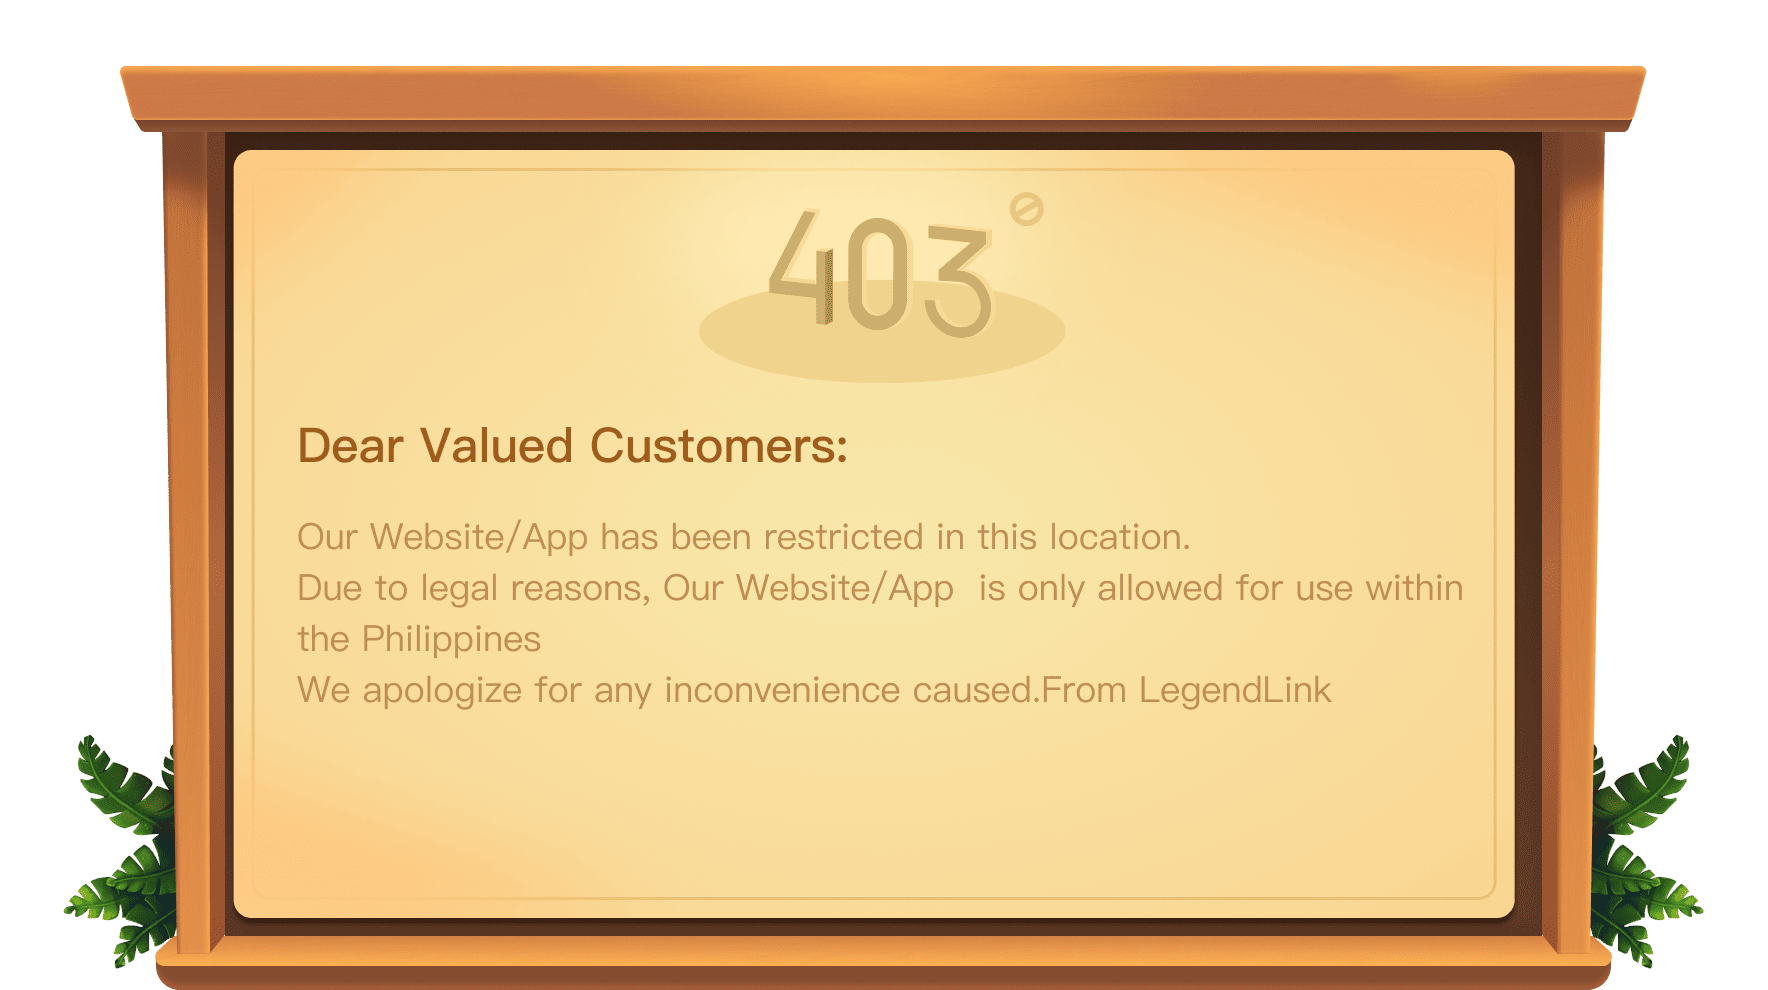 403
Dear Valued Customers:
Our Website/App has been restricted in this location.
Due to legal reasons, Our Website/App  is only allowed for use within
the Philippines
We apologize for any inconvenience caused.From LegendLink